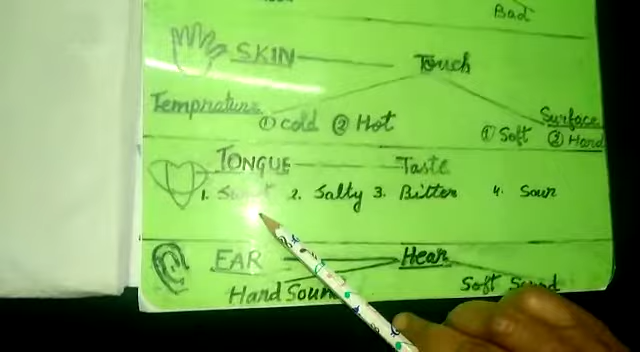 Bad
SKIN Touch
Temprature Surface
① Cold ② Hot ① Soft ② Hard
TONGUE Taste
1. Sweet 2. Salty 3. Bitter 4. Sour
EAR Hear
Hard Sound Soft Sound